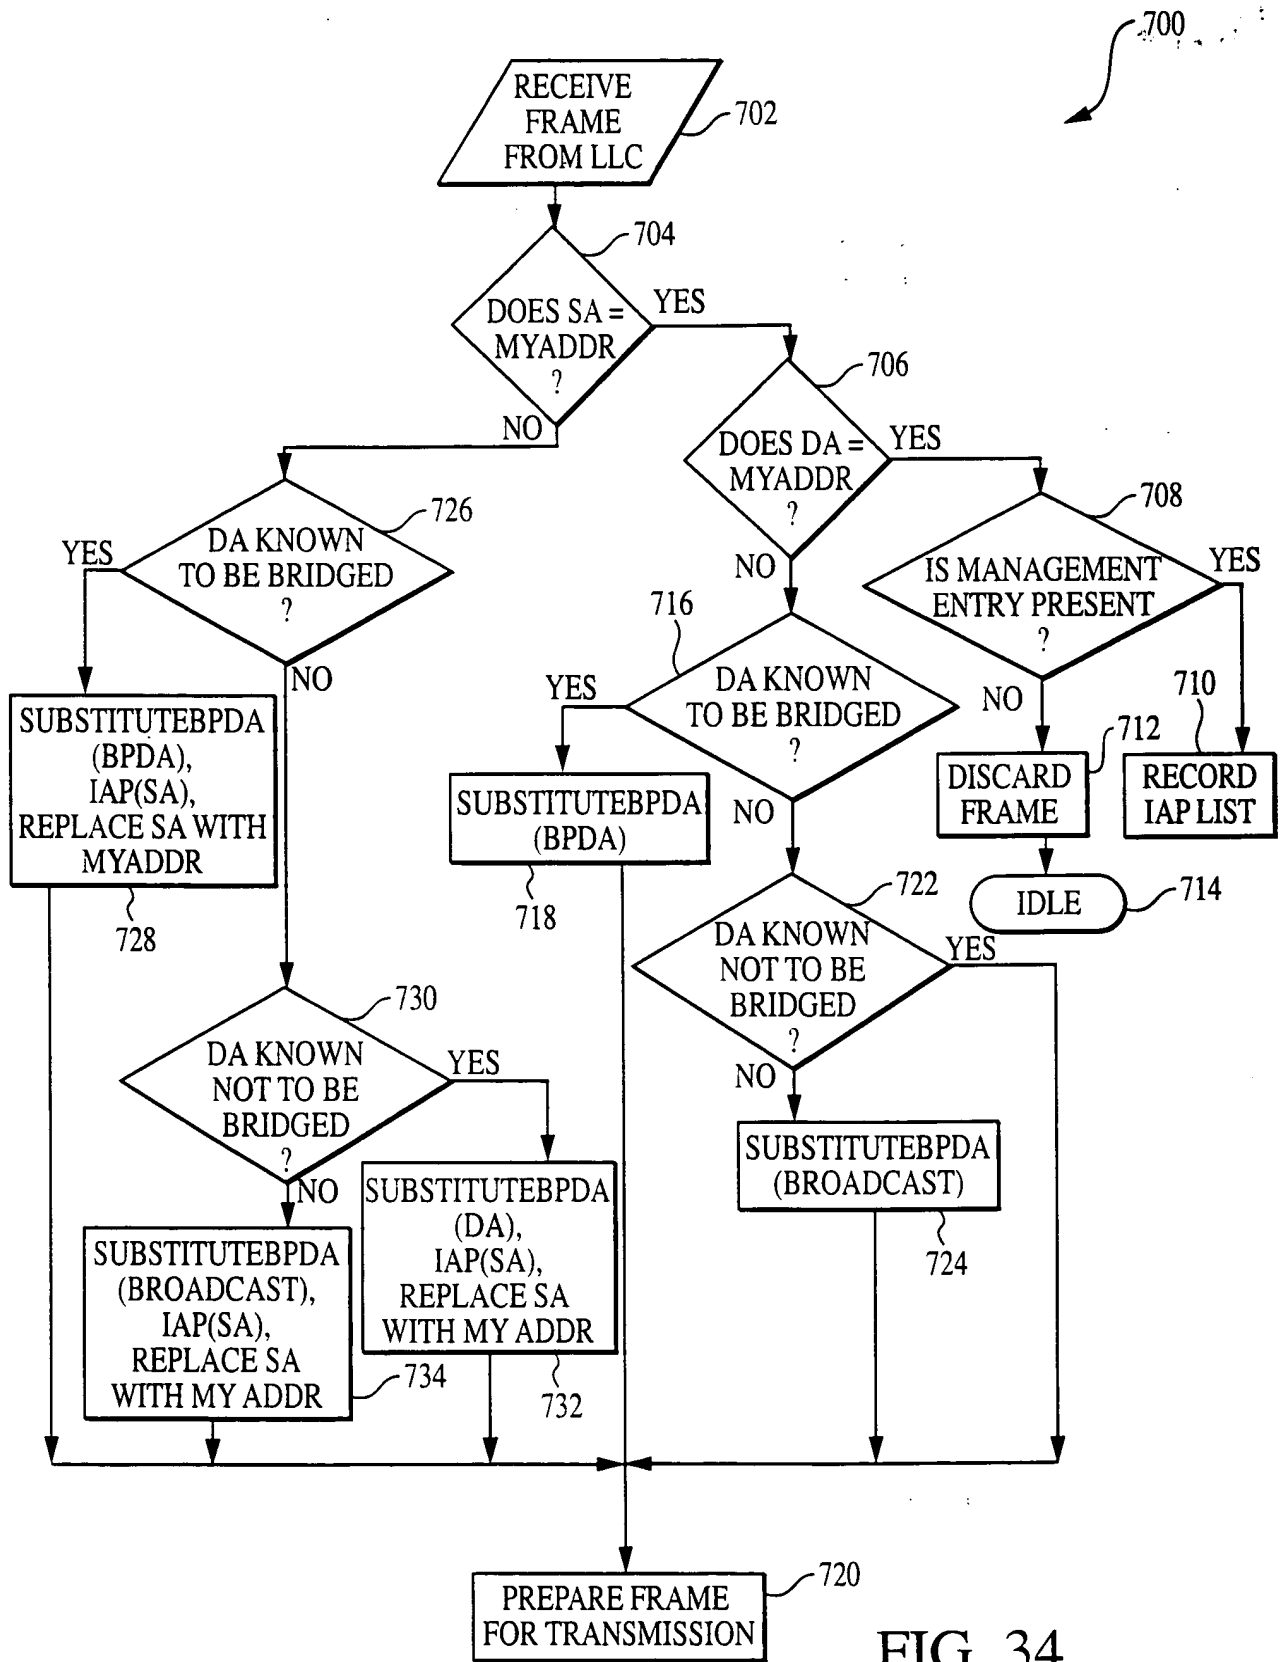 700
RECEIVE
FRAME
FROM LLC
702
704
DOES SA =
MYADDR
?
YES
NO
706
DOES DA =
MYADDR
?
YES
NO
708
IS MANAGEMENT
ENTRY PRESENT
?
YES
NO
726
DA KNOWN
TO BE BRIDGED
?
YES
NO
716
DA KNOWN
TO BE BRIDGED
?
YES
NO
710
RECORD
IAP LIST
712
DISCARD
FRAME
IDLE
714
SUBSTITUTEBPDA
(BPDA),
IAP(SA),
REPLACE SA WITH
MYADDR
728
SUBSTITUTEBPDA
(BPDA)
718
722
DA KNOWN
NOT TO BE
BRIDGED
?
YES
NO
730
DA KNOWN
NOT TO BE
BRIDGED
?
YES
NO
SUBSTITUTEBPDA
(BROADCAST)
724
SUBSTITUTEBPDA
(DA),
IAP(SA),
REPLACE SA
WITH MY ADDR
732
SUBSTITUTEBPDA
(BROADCAST),
IAP(SA),
REPLACE SA
WITH MY ADDR
734
PREPARE FRAME
FOR TRANSMISSION
720
FIG. 34